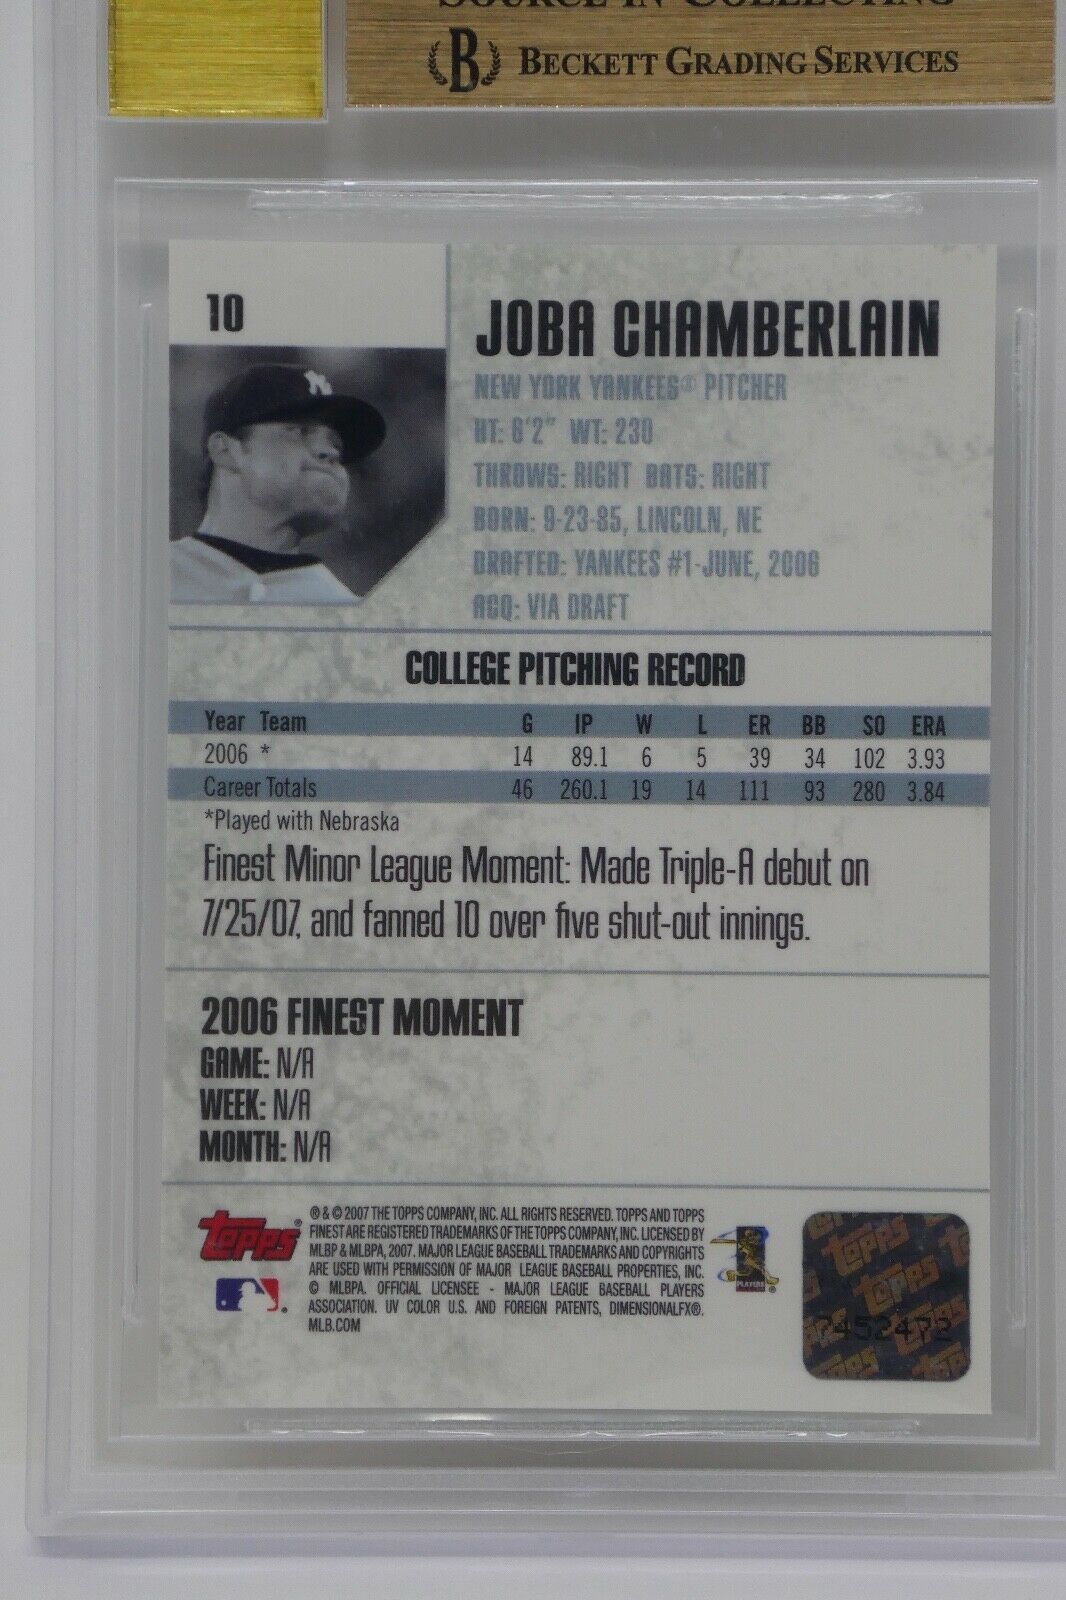 SOURCE IN COLLECTING
B BECKETT GRADING SERVICES
10
JOBA CHAMBERLAIN
NEW YORK YANKEES® PITCHER
HT: 6'2" WT: 230
THROWS: RIGHT BATS: RIGHT
BORN: 9-23-85, LINCOLN, NE
DRAFTED: YANKEES #1-JUNE, 2006
ACQ: VIA DRAFT
COLLEGE PITCHING RECORD
Year Team G IP W L ER BB SO ERA
2006 * 14 89.1 6 5 39 34 102 3.93
Career Totals 46 260.1 19 14 111 93 280 3.84
*Played with Nebraska
Finest Minor League Moment: Made Triple-A debut on
7/25/07, and fanned 10 over five shut-out innings.
2006 FINEST MOMENT
GAME: N/A
WEEK: N/A
MONTH: N/A
topps®
® & © 2007 THE TOPPS COMPANY, INC. ALL RIGHTS RESERVED. TOPPS AND TOPPS
FINEST ARE REGISTERED TRADEMARKS OF THE TOPPS COMPANY, INC. LICENSED BY
MLBP & MLBPA, 2007. MAJOR LEAGUE BASEBALL TRADEMARKS AND COPYRIGHTS
ARE USED WITH PERMISSION OF MAJOR LEAGUE BASEBALL PROPERTIES, INC.
© MLBPA. OFFICIAL LICENSEE - MAJOR LEAGUE BASEBALL PLAYERS
ASSOCIATION. UV COLOR U.S. AND FOREIGN PATENTS, DIMENSIONALFX®.
MLB.COM
PLAYERS
topps
topps